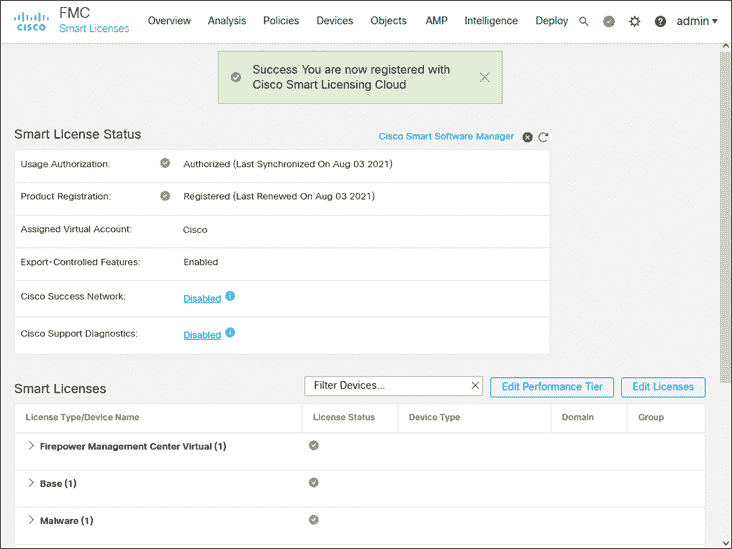 CISCO
FMC
Smart Licenses
Overview Analysis Policies Devices Objects AMP Intelligence Deploy admin
Success You are now registered with
Cisco Smart Licensing Cloud
Smart License Status
Cisco Smart Software Manager
Usage Authorization: Authorized (Last Synchronized On Aug 03 2021)
Product Registration: Registered (Last Renewed On Aug 03 2021)
Assigned Virtual Account: Cisco
Export-Controlled Features: Enabled
Cisco Success Network: Disabled
Cisco Support Diagnostics: Disabled
Smart Licenses
Filter Devices... Edit Performance Tier Edit Licenses
License Type/Device Name License Status Device Type Domain Group
Firepower Management Center Virtual (1)
Base (1)
Malware (1)